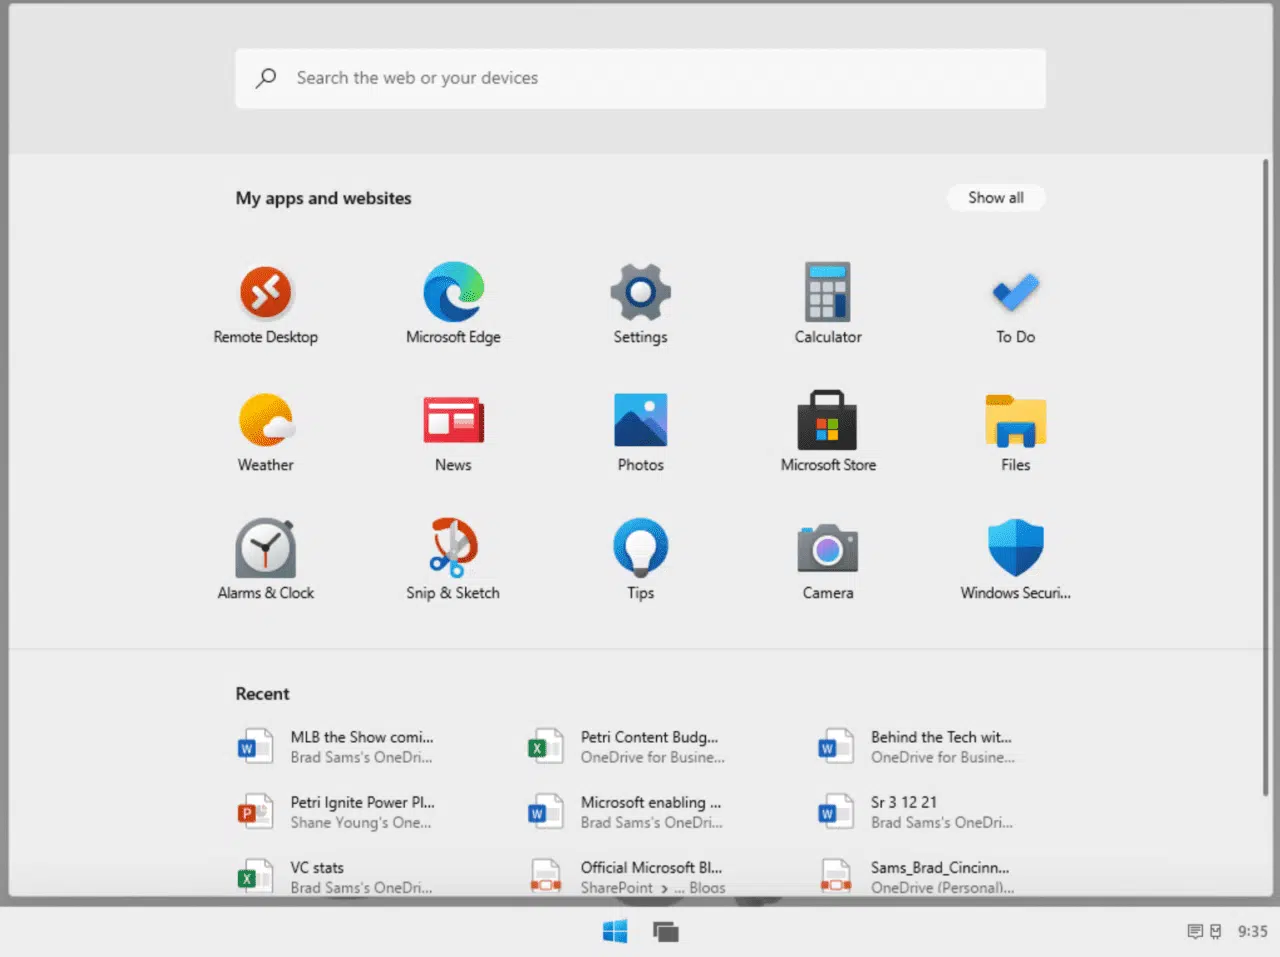 Search the web or your devices
My apps and websites
Show all
Remote Desktop
Microsoft Edge
Settings
Calculator
To Do
Weather
News
Photos
Microsoft Store
Files
Alarms & Clock
Snip & Sketch
Tips
Camera
Windows Securi...
Recent
W
MLB the Show comi...
Brad Sams's OneDri...
X
Petri Content Budg...
OneDrive for Busine...
W
Behind the Tech wit...
OneDrive for Busine...
P
Petri Ignite Power Pl...
Shane Young's One...
W
Microsoft enabling ...
Brad Sams's OneDri...
W
Sr 3 12 21
Brad Sams's OneDri...
X
VC stats
Brad Sams's OneDri...
Official Microsoft Bl...
SharePoint > ... Blogs
Sams_Brad_Cincinn...
OneDrive (Personal)...
9:35